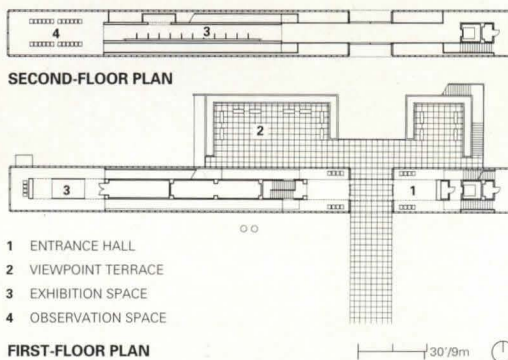 4
3
SECOND-FLOOR PLAN
2
3
1
1 ENTRANCE HALL
2 VIEWPOINT TERRACE
3 EXHIBITION SPACE
4 OBSERVATION SPACE
FIRST-FLOOR PLAN
30'/9m